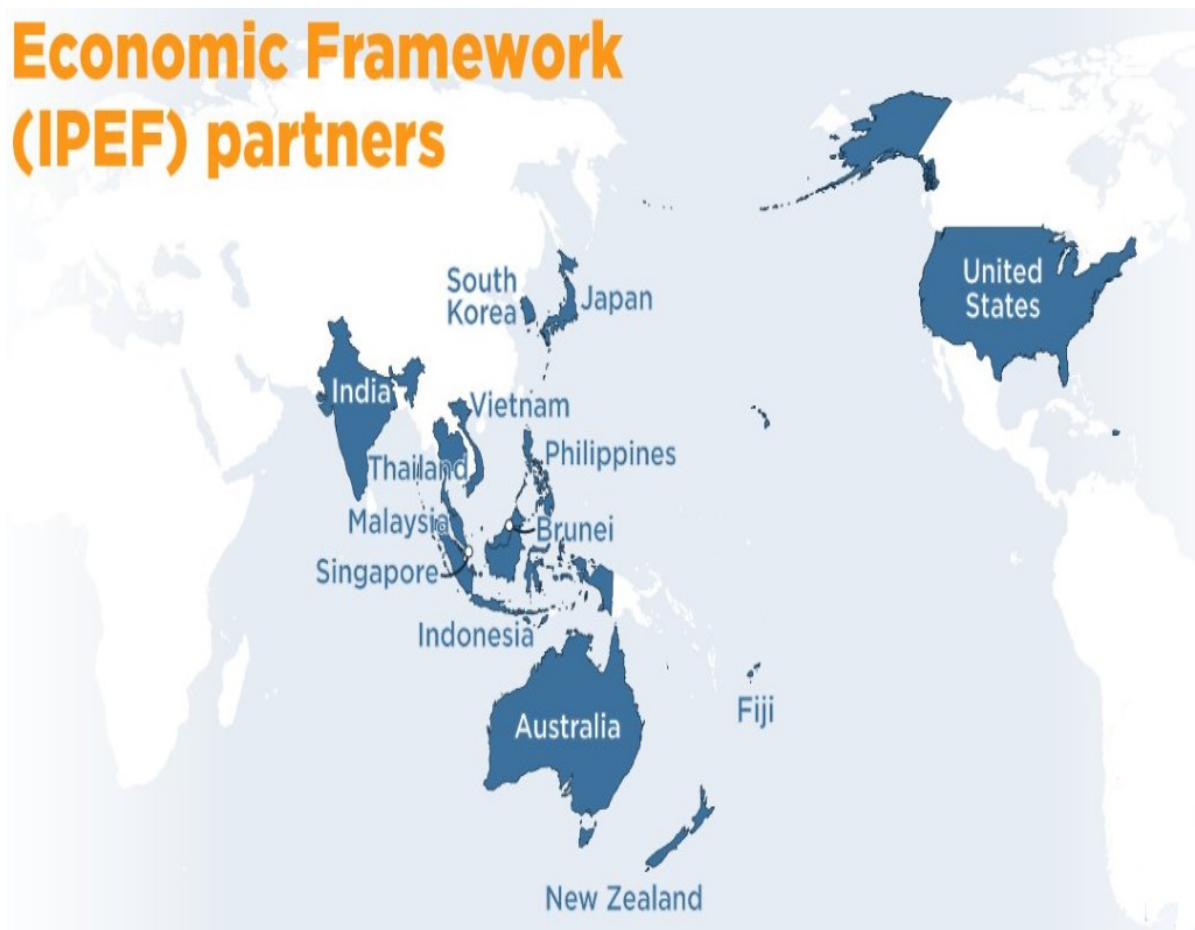 Economic Framework
(IPEF) partners
South
Korea
Japan
United
States
India
Vietnam
Thailand
Philippines
Malaysia
Brunei
Singapore
Indonesia
Fiji
Australia
New Zealand